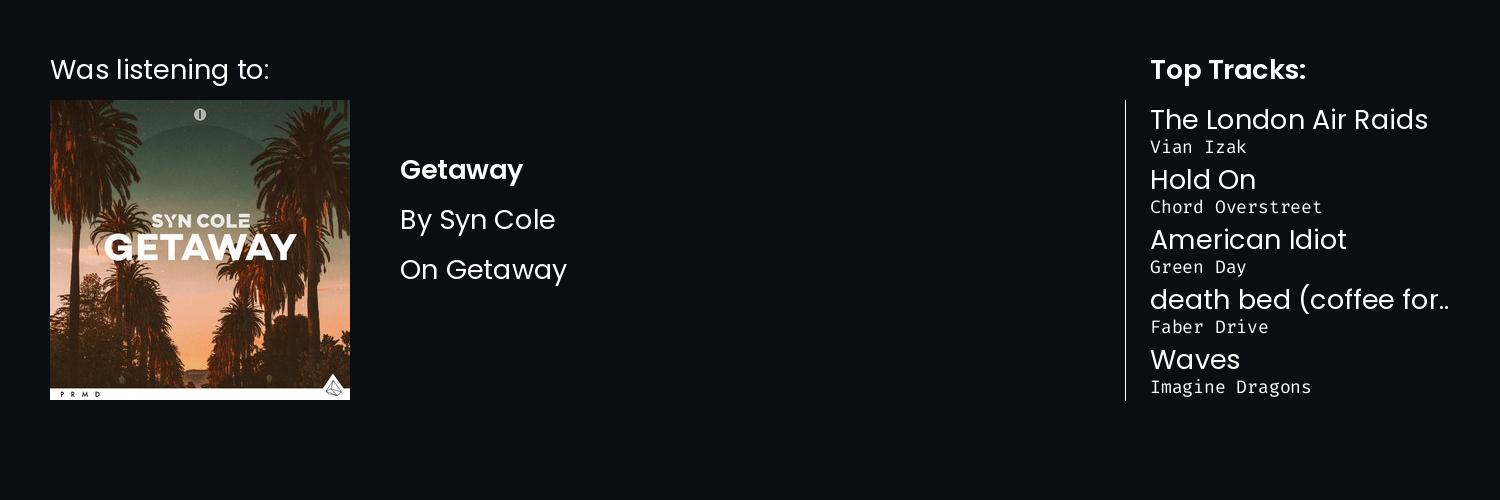 Was listening to:
SYN COLE
GETAWAY
PRMD
Getaway
By Syn Cole
On Getaway
Top Tracks:
The London Air Raids
Vian Izak
Hold On
Chord Overstreet
American Idiot
Green Day
death bed (coffee for..
Faber Drive
Waves
Imagine Dragons